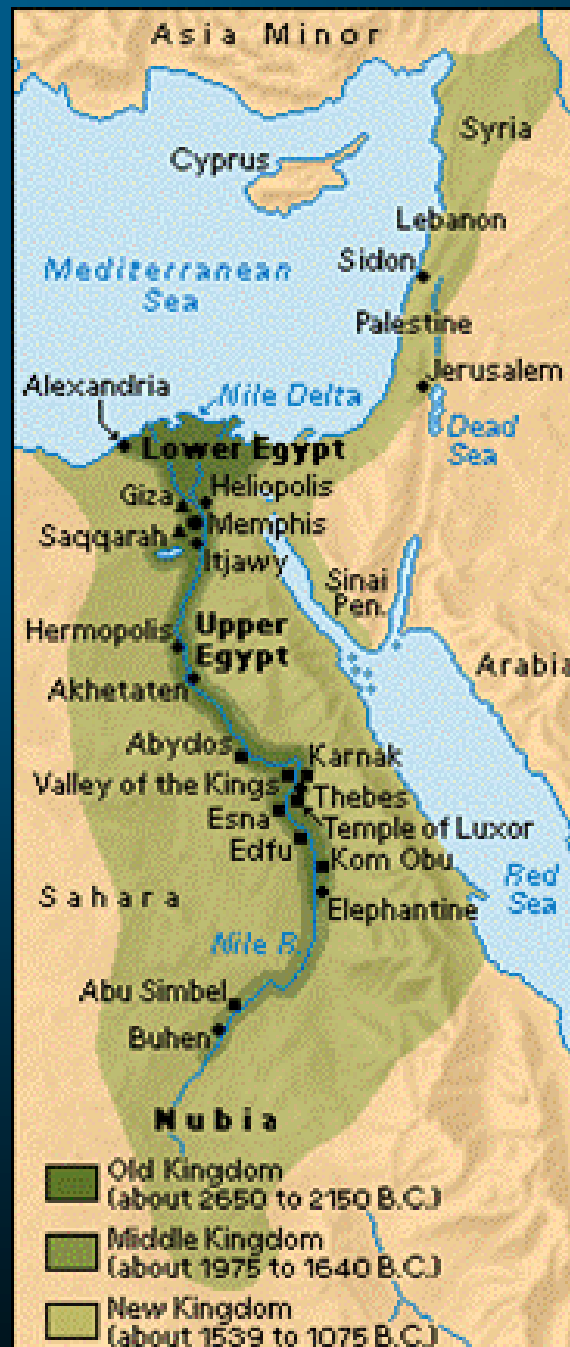 Asia Minor
Syria
Cyprus
Lebanon
Sidon
Mediterranean
Sea
Palestine
Jerusalem
Alexandria
Nile Delta
Dead
Sea
Lower Egypt
Giza
Heliopolis
Memphis
Saqqarah
Itjawy
Sinai
Pen.
Hermopolis
Upper
Egypt
Arabia
Akhetaten
Abydos
Karnak
Valley of the Kings
Thebes
Esna
Temple of Luxor
Edfu
Kom Obu
Red
Sea
Sahara
Elephantine
Nile R.
Abu Simbel
Buhen
Nubia
Old Kingdom
(about 2650 to 2150 B.C.)
Middle Kingdom
(about 1975 to 1640 B.C.)
New Kingdom
(about 1539 to 1075 B.C.)